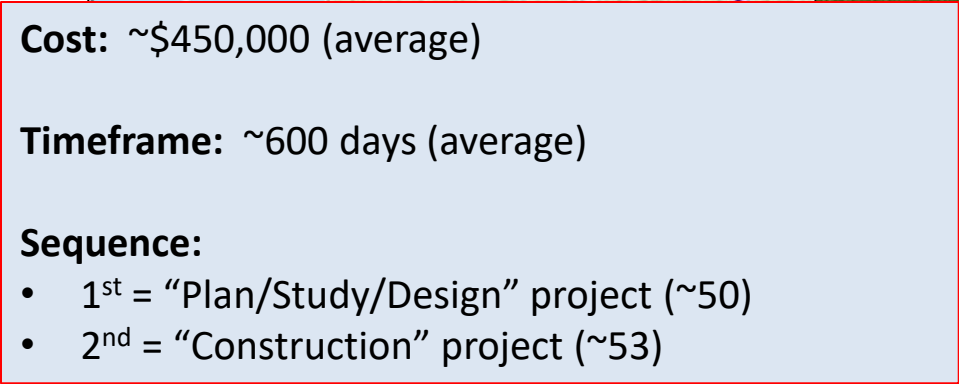 Cost: ~$450,000 (average)
Timeframe: ~600 days (average)
Sequence:
• 1st = “Plan/Study/Design” project (~50)
• 2nd = “Construction” project (~53)